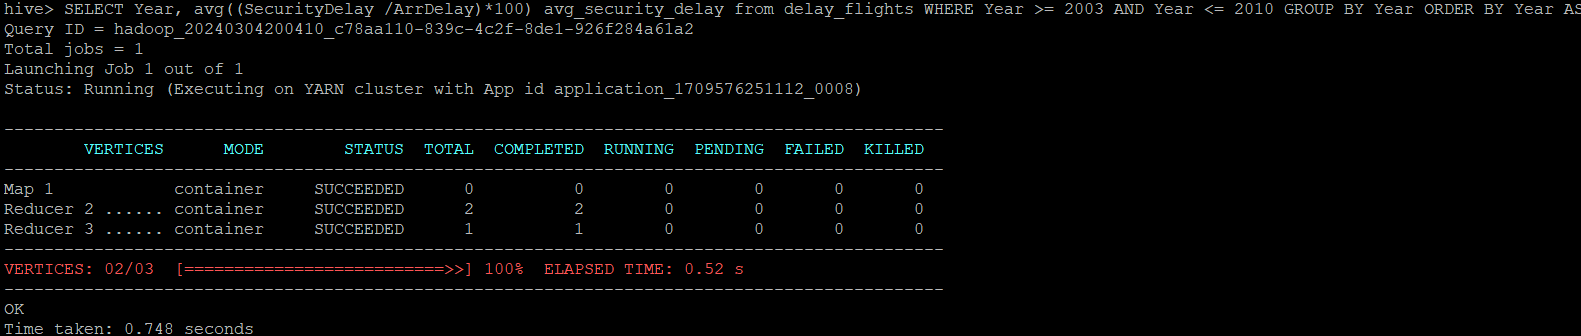 hive> SELECT Year, avg((SecurityDelay /ArrDelay)*100) avg_security_delay from delay_flights WHERE Year >= 2003 AND Year <= 2010 GROUP BY Year ORDER BY Year AS
Query ID = hadoop_20240304200410_c78aa110-839c-4c2f-8de1-926f284a61a2
Total jobs = 1
Launching Job 1 out of 1
Status: Running (Executing on YARN cluster with App id application_1709576251112_0008)
----------------------------------------------------------------------------------------------
        VERTICES      MODE        STATUS  TOTAL  COMPLETED  RUNNING  PENDING  FAILED  KILLED
----------------------------------------------------------------------------------------------
Map 1            container     SUCCEEDED      0          0        0        0       0       0
Reducer 2 ...... container     SUCCEEDED      2          2        0        0       0       0
Reducer 3 ...... container     SUCCEEDED      1          1        0        0       0       0
----------------------------------------------------------------------------------------------
VERTICES: 02/03  [==========================>>] 100%  ELAPSED TIME: 0.52 s
----------------------------------------------------------------------------------------------
OK
Time taken: 0.748 seconds